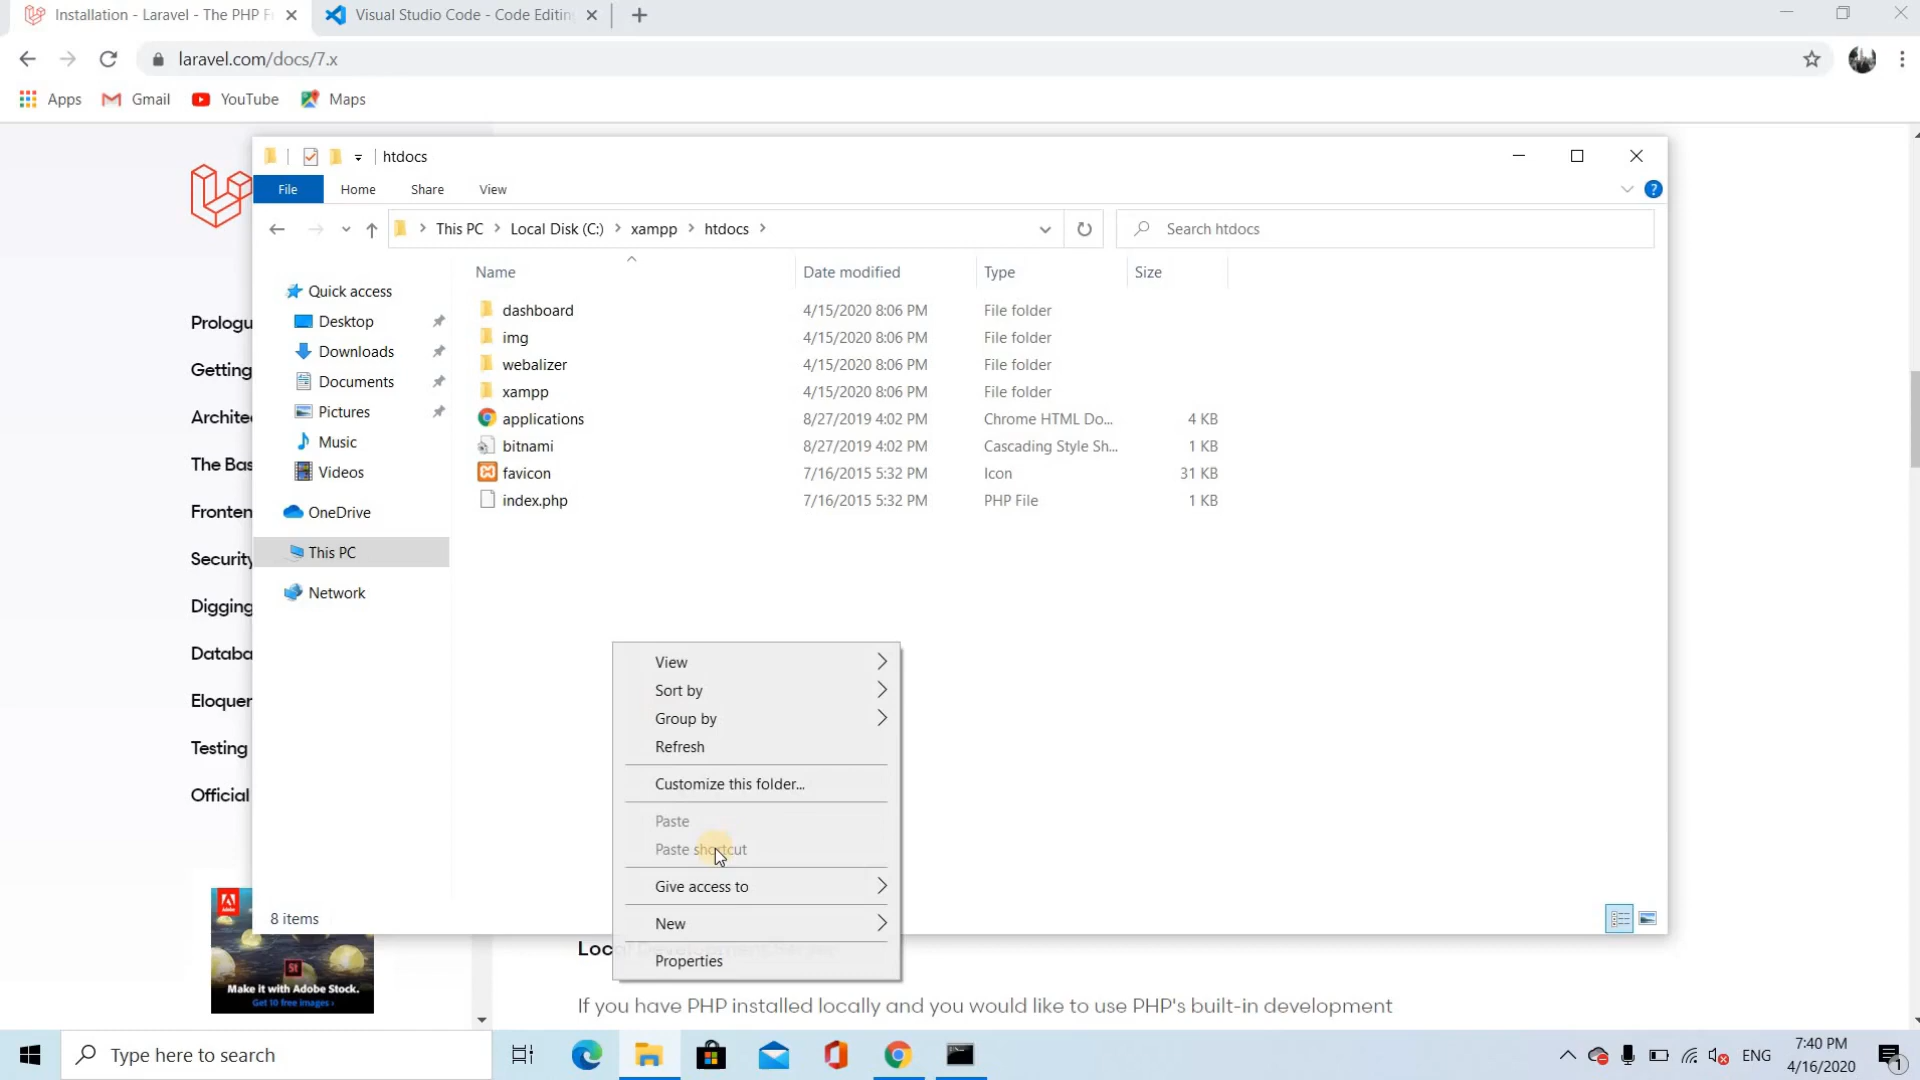 Installation - Laravel - The PHP F
Visual Studio Code - Code Editin
laravel.com/docs/7.x
Apps Gmail YouTube Maps
htdocs
File Home Share View
This PC Local Disk (C:) xampp htdocs
Search htdocs
Name Date modified Type Size
dashboard 4/15/2020 8:06 PM File folder
img 4/15/2020 8:06 PM File folder
webalizer 4/15/2020 8:06 PM File folder
xampp 4/15/2020 8:06 PM File folder
applications 8/27/2019 4:02 PM Chrome HTML Do... 4 KB
bitnami 8/27/2019 4:02 PM Cascading Style Sh... 1 KB
favicon 7/16/2015 5:32 PM Icon 31 KB
index.php 7/16/2015 5:32 PM PHP File 1 KB
Quick access
Desktop
Downloads
Documents
Pictures
Music
Videos
OneDrive
This PC
Network
8 items
View
Sort by
Group by
Refresh
Customize this folder...
Paste
Paste shortcut
Give access to
New
Properties
Prologu
Getting
Archite
The Bas
Fronten
Security
Digging
Databa
Eloquer
Testing
Official
Adobe
St
Make it with Adobe Stock.
Get 10 free images ›
Loc
If you have PHP installed locally and you would like to use PHP's built-in development
Type here to search
ENG
7:40 PM
4/16/2020
1